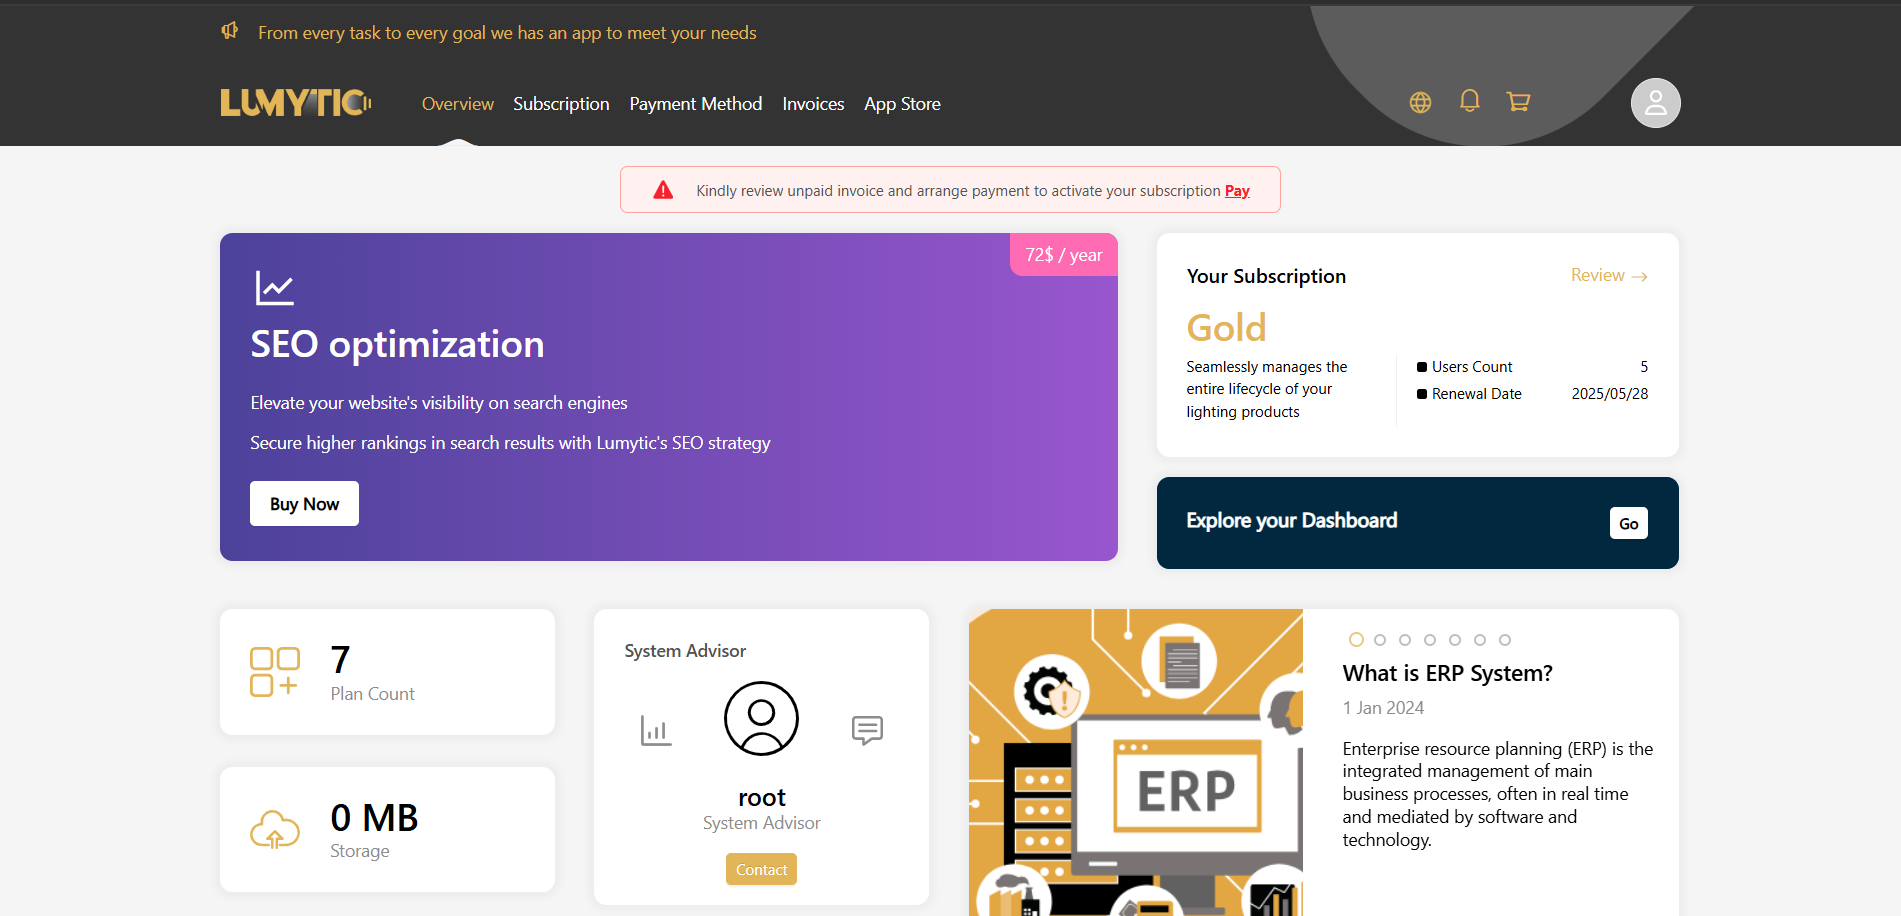 From every task to every goal we has an app to meet your needs
LUMYTIC
Overview Subscription Payment Method Invoices App Store
Kindly review unpaid invoice and arrange payment to activate your subscription Pay
72$ / year
SEO optimization
Elevate your website's visibility on search engines
Secure higher rankings in search results with Lumytic's SEO strategy
Buy Now
Your Subscription
Review →
Gold
Seamlessly manages the
entire lifecycle of your
lighting products
Users Count 5
Renewal Date 2025/05/28
Explore your Dashboard
Go
7
Plan Count
0 MB
Storage
System Advisor
root
System Advisor
Contact
ERP
What is ERP System?
1 Jan 2024
Enterprise resource planning (ERP) is the
integrated management of main
business processes, often in real time
and mediated by software and
technology.